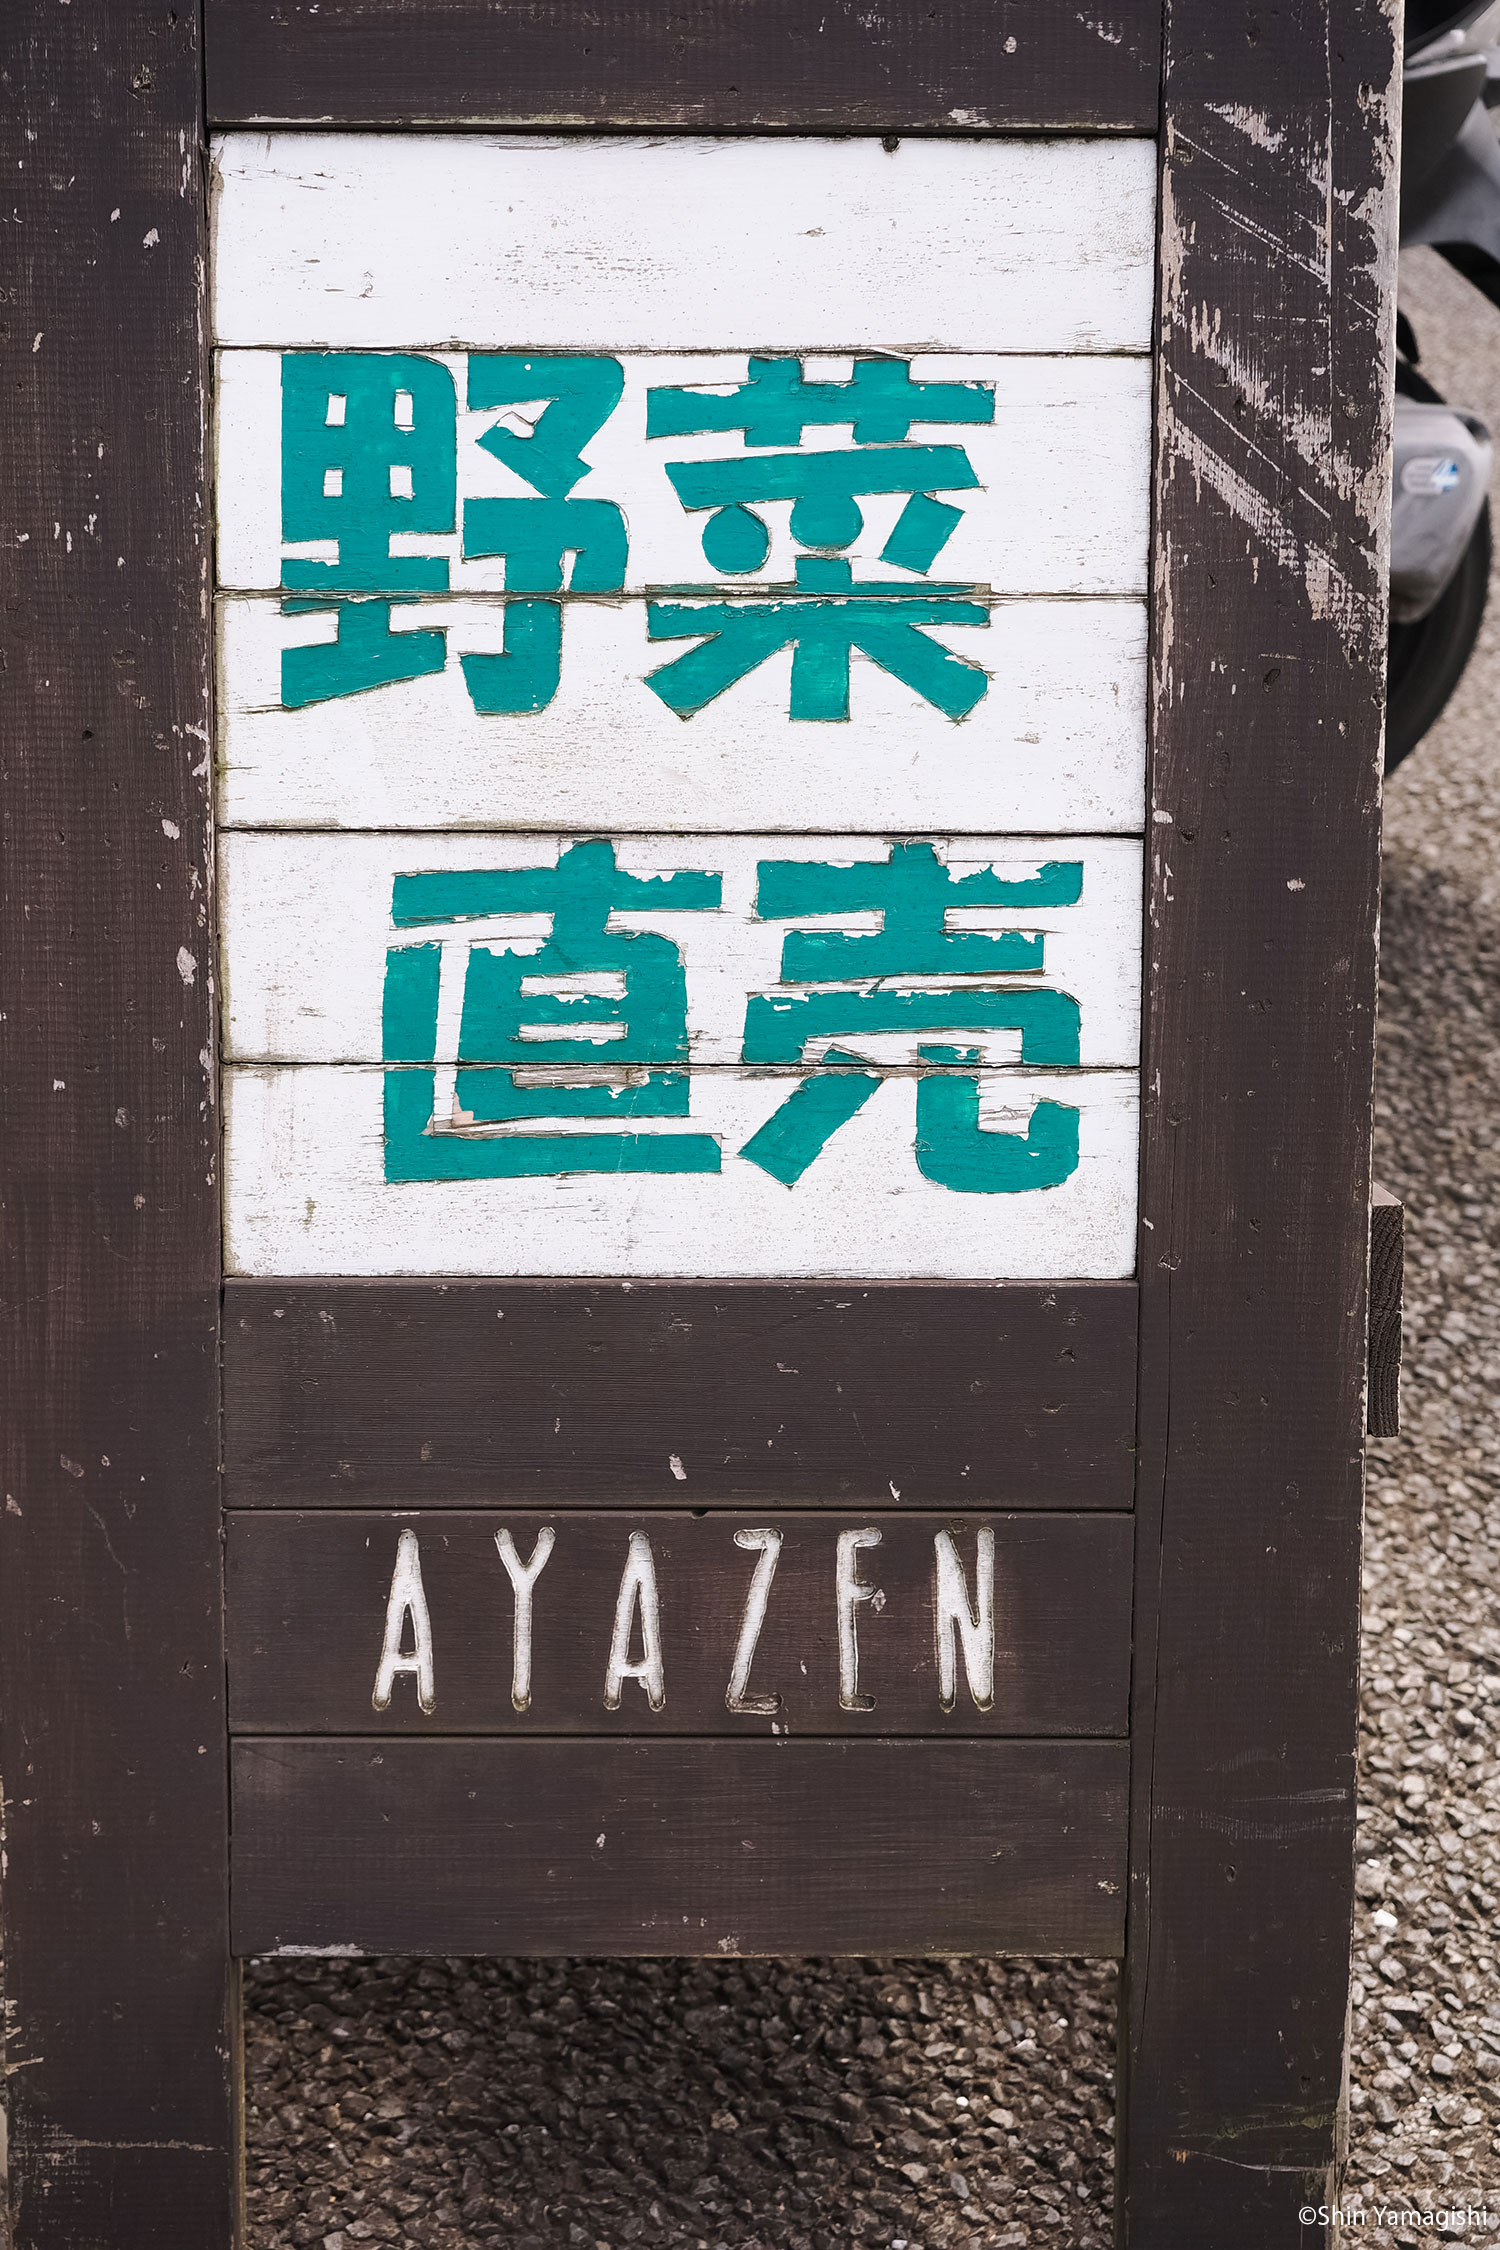 野菜
直売
AYAZEN
©Shin Yamagishi